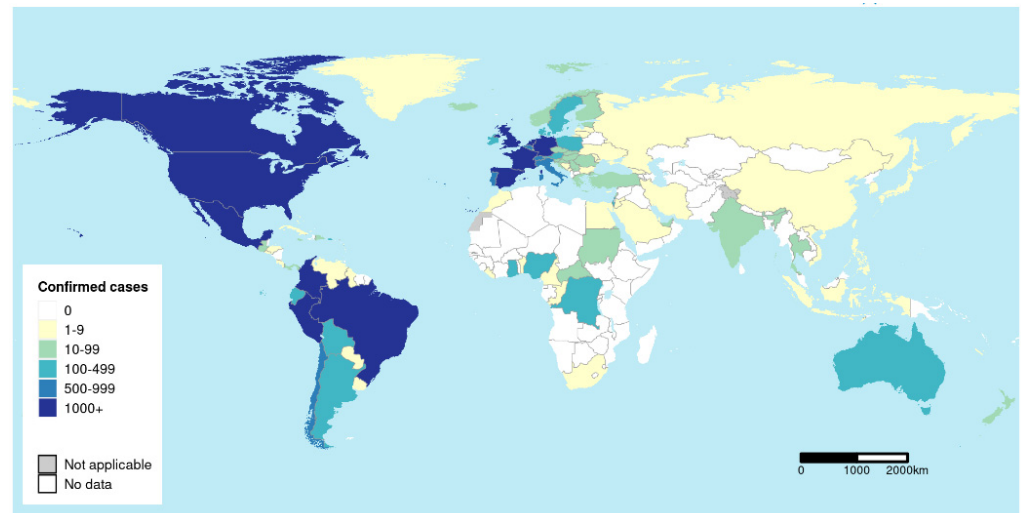 Confirmed cases
0
1-9
10-99
100-499
500-999
1000+
Not applicable
No data
0 1000 2000km